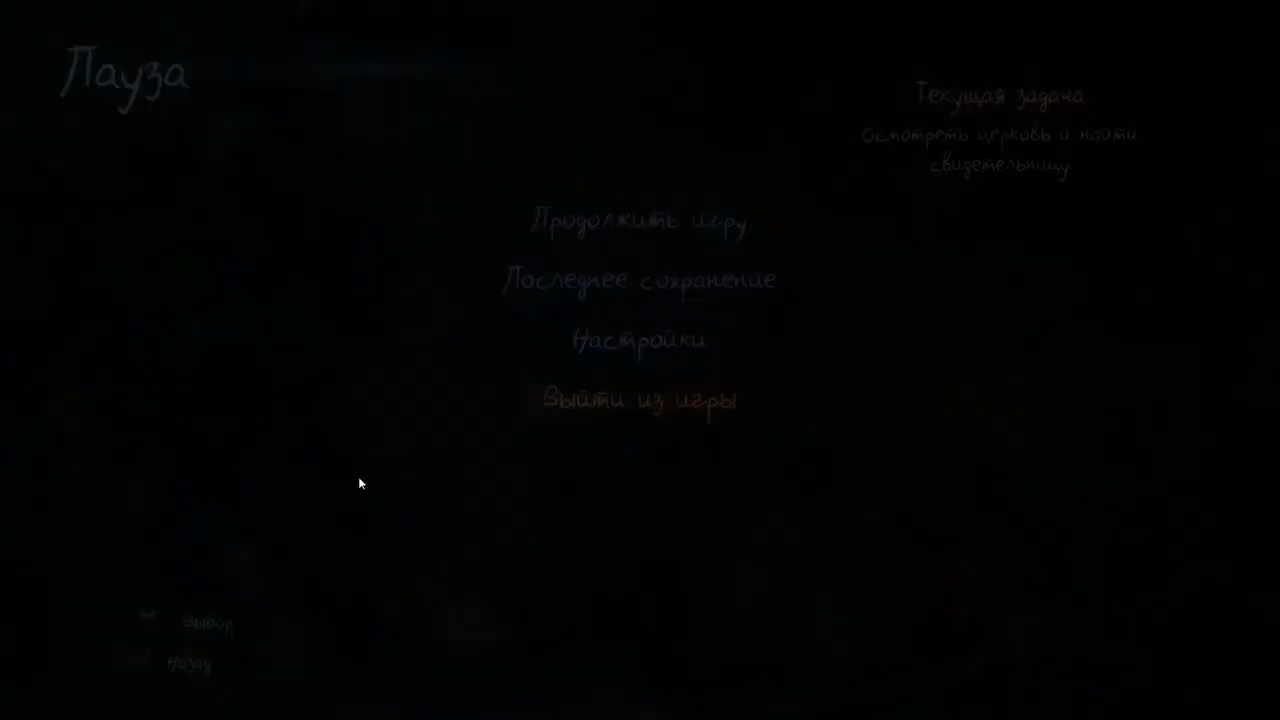 Пауза
Текущая задача
Осмотреть церковь и найти
свидетельницу
Продолжить игру
Последнее сохранение
Настройки
Выйти из игры
Выбор
Назад